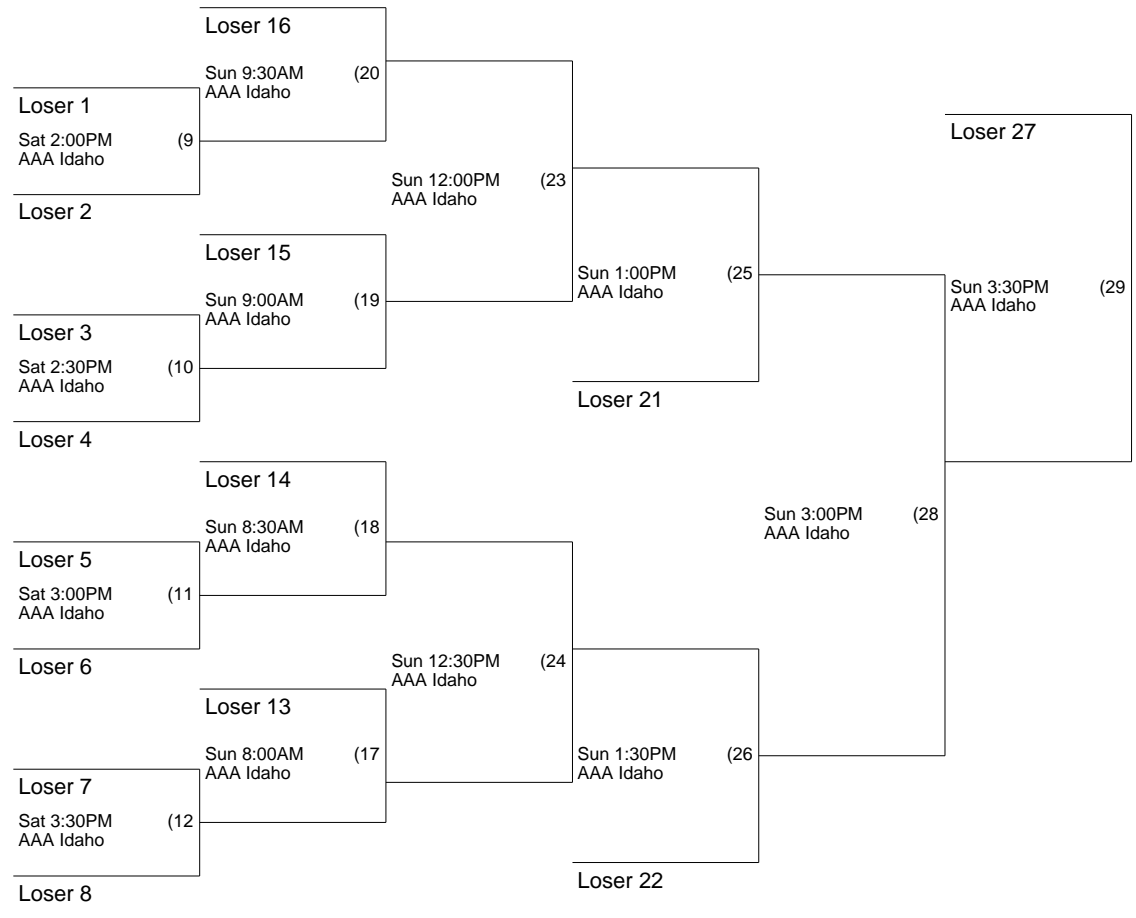 Loser 16
Sun 9:30AM (20
AAA Idaho
Loser 1
Sat 2:00PM (9
AAA Idaho
Loser 2
Loser 27
Sun 12:00PM (23
AAA Idaho
Loser 15
Sun 9:00AM (19
AAA Idaho
Loser 3
Sat 2:30PM (10
AAA Idaho
Loser 4
Sun 1:00PM (25
AAA Idaho
Sun 3:30PM (29
AAA Idaho
Loser 21
Loser 14
Sun 8:30AM (18
AAA Idaho
Loser 5
Sat 3:00PM (11
AAA Idaho
Loser 6
Sun 3:00PM (28
AAA Idaho
Sun 12:30PM (24
AAA Idaho
Loser 13
Sun 8:00AM (17
AAA Idaho
Loser 7
Sat 3:30PM (12
AAA Idaho
Loser 8
Sun 1:30PM (26
AAA Idaho
Loser 22